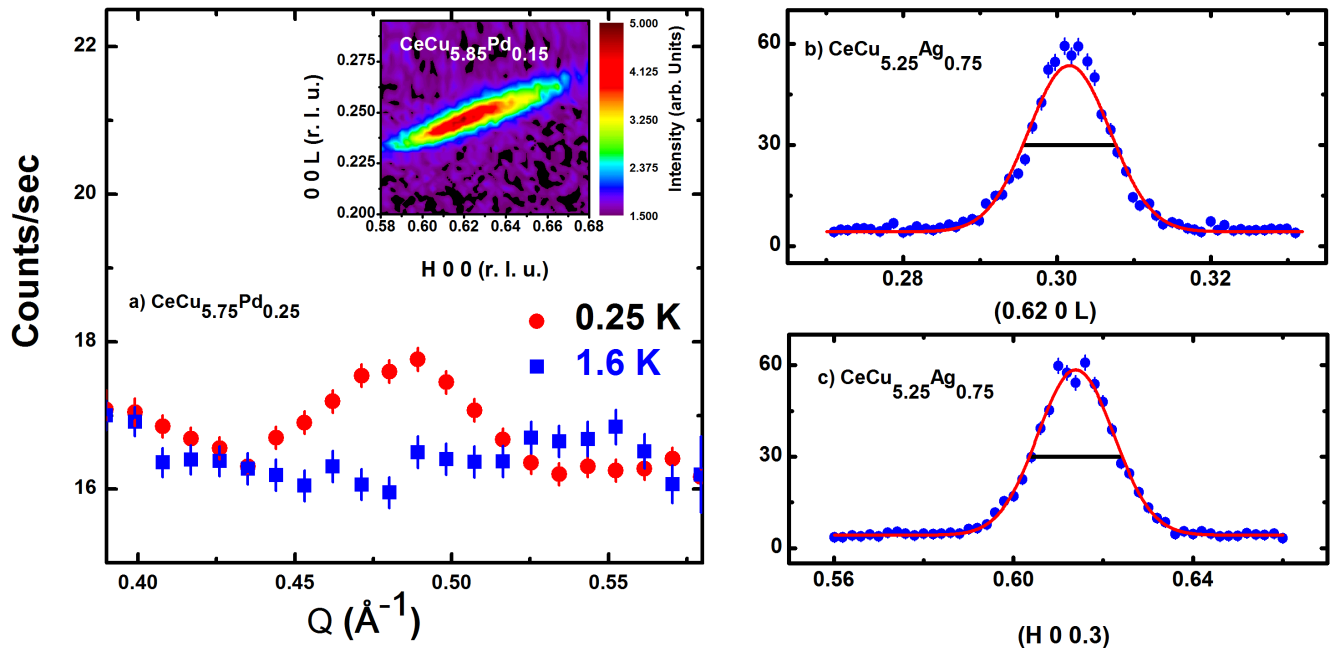 Counts/sec
22
20
18
16
0.40
0.45
0.50
0.55
Q (Å⁻¹)
a) CeCu5.75Pd0.25
0.25 K
1.6 K
CeCu5.85Pd0.15
0 0 L (r. l. u.)
0.275
0.250
0.225
0.200
0.58
0.60
0.62
0.64
0.66
0.68
H 0 0 (r. l. u.)
5.000
4.125
3.250
2.375
1.500
Intensity (arb. Units)
b) CeCu5.25Ag0.75
60
30
0
0.28
0.30
0.32
(0.62 0 L)
c) CeCu5.25Ag0.75
60
30
0
0.56
0.60
0.64
(H 0 0.3)